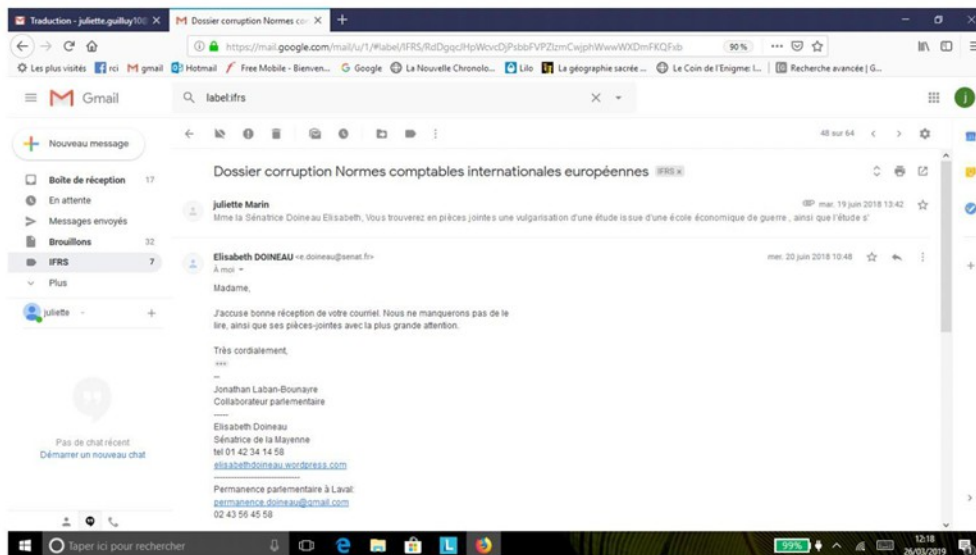 Traduction - juliette.guilluy10@
Dossier corruption Normes co
https://mail.google.com/mail/u/1/#label/IFRS/
90 %
Les plus visités rci M gmail Hotmail Free Mobile - Bienven... Google La Nouvelle Chronolo... Lilo La géographie sacrée ... Le Coin de l'Enigme: l... Recherche avancée | G...
Gmail
label:ifrs
j
Nouveau message
48 sur 64
Boîte de réception 17
En attente
Messages envoyés
Brouillons 32
IFRS 7
Plus
juliette
Pas de chat récent
Démarrer un nouveau chat
Dossier corruption Normes comptables internationales européennes IFRS x
juliette Marin
mar. 19 juin 2018 13:42
Mme la Sénatrice Doineau Elisabeth, Vous trouverez en pièces jointes une vulgarisation d'une étude issue d'une école économique de guerre , ainsi que l'étude s'
Elisabeth DOINEAU <e.doineau@senat.fr>
mer. 20 juin 2018 10:48
À moi
Madame,
J'accuse bonne réception de votre courriel. Nous ne manquerons pas de le
lire, ainsi que ses pièces-jointes avec la plus grande attention.
Très cordialement,
•••
--
Jonathan Laban-Bounayre
Collaborateur parlementaire
-----
Elisabeth Doineau
Sénatrice de la Mayenne
tel 01 42 34 14 58
elisabethdoineau.wordpress.com
-------------------------
Permanence parlementaire à Laval:
permanence.doineau@gmail.com
02 43 56 45 58
Taper ici pour rechercher
99%
12:18
26/03/2019